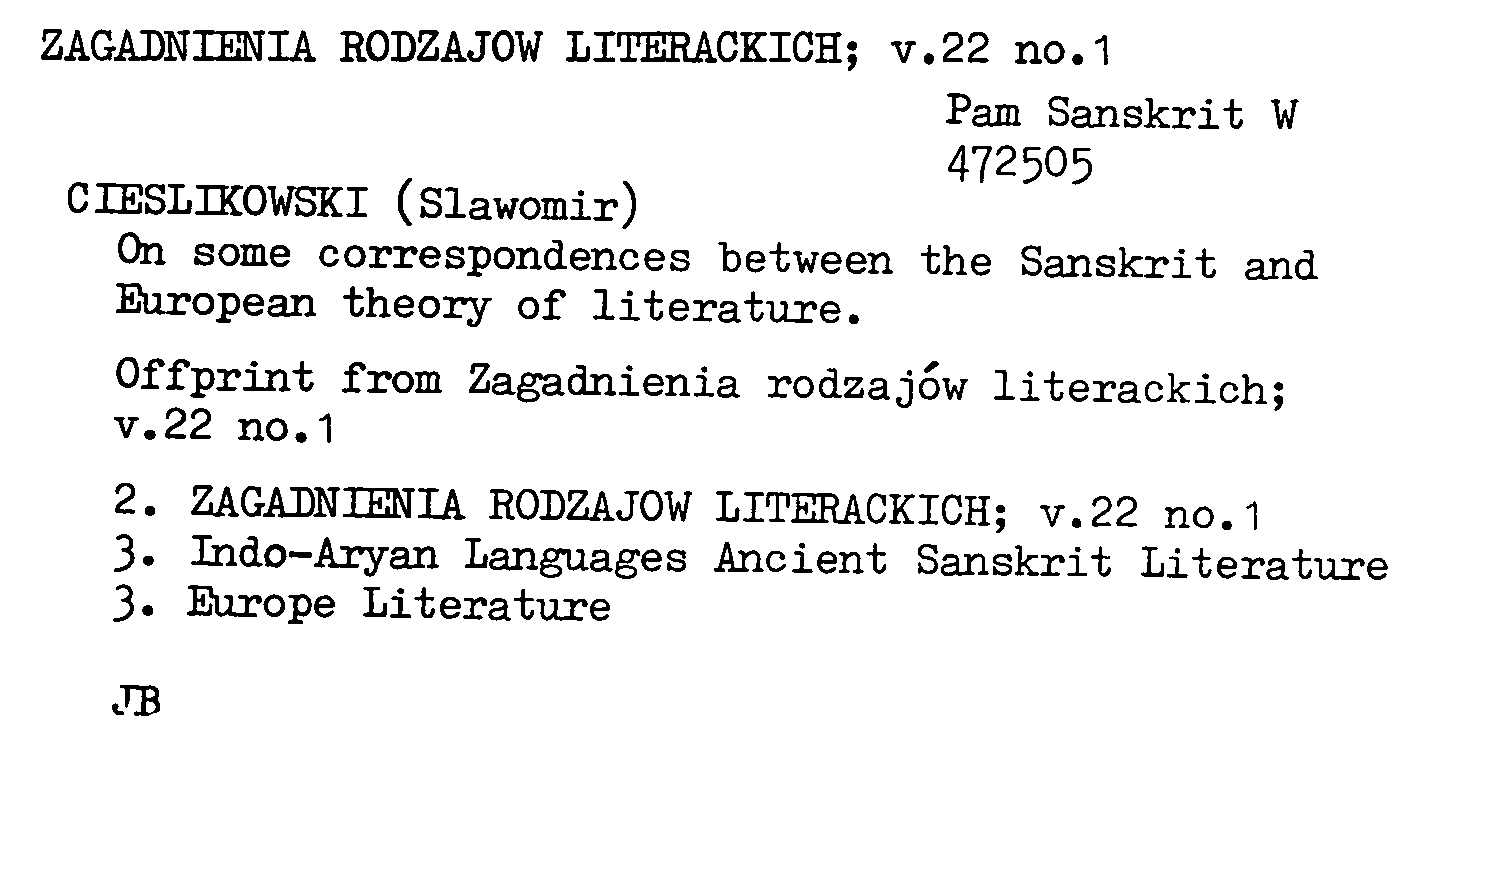 ZAGADNIENIA RODZAJOW LITERACKICH; v.22 no.1
Pam Sanskrit W
472505
CIESLIKOWSKI (Slawomir)
On some correspondences between the Sanskrit and
European theory of literature.
Offprint from Zagadnienia rodzajów literackich;
v.22 no.1
2. ZAGADNIENIA RODZAJOW LITERACKICH; v.22 no.1
3. Indo-Aryan Languages Ancient Sanskrit Literature
3. Europe Literature
JB